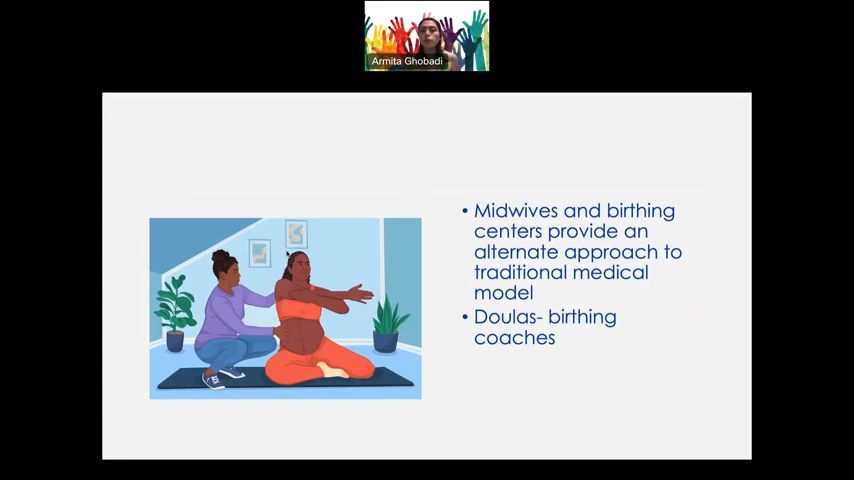 Armita Ghobadi
• Midwives and birthing
centers provide an
alternate approach to
traditional medical
model
• Doulas- birthing
coaches